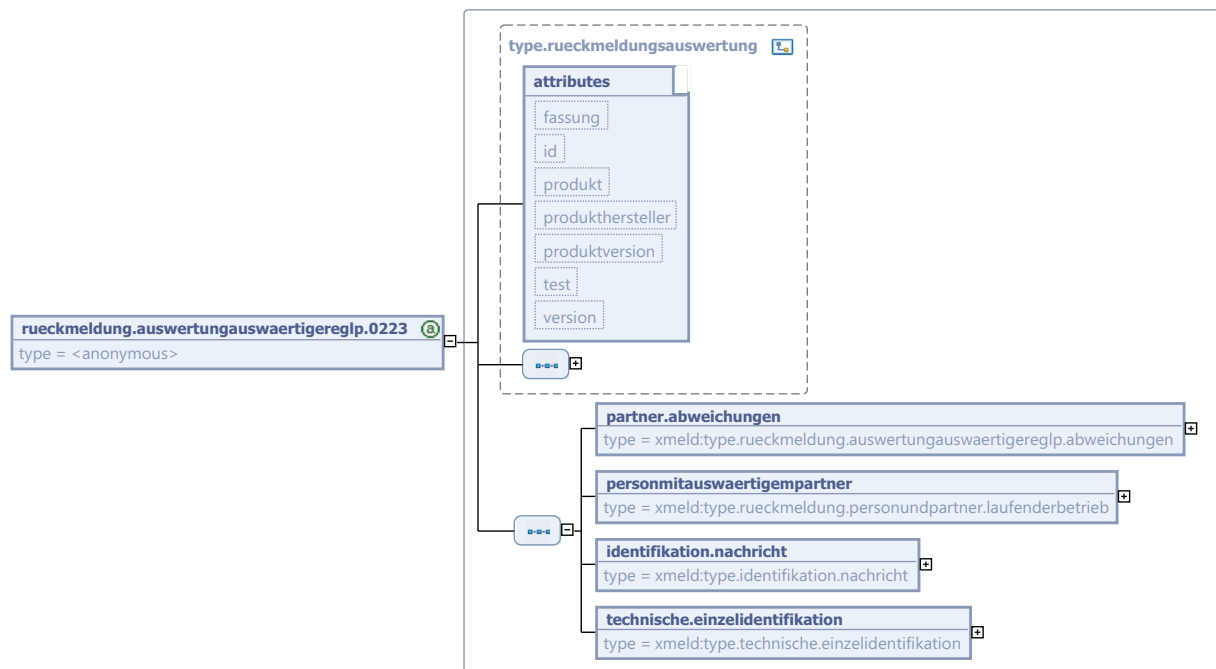 type.rueckmeldungsauswertung
attributes
fassung
id
produkt
produkthersteller
produktversion
test
version
rueckmeldung.auswertungauswaertigereglp.0223 a
type = <anonymous>
partner.abweichungen
type = xmeld:type.rueckmeldung.auswertungauswaertigereglp.abweichungen
personmitauswaertigempartner
type = xmeld:type.rueckmeldung.personundpartner.laufenderbetrieb
identifikation.nachricht
type = xmeld:type.identifikation.nachricht
technische.einzelidentifikation
type = xmeld:type.technische.einzelidentifikation